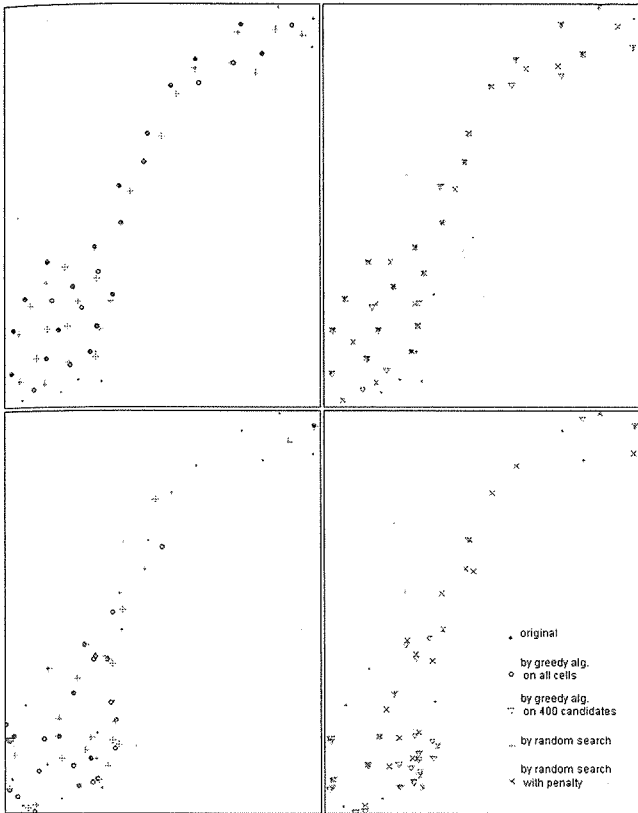 original
by greedy alg.
on all cells
by greedy alg.
on 400 candidates
by random search
by random search
with penalty